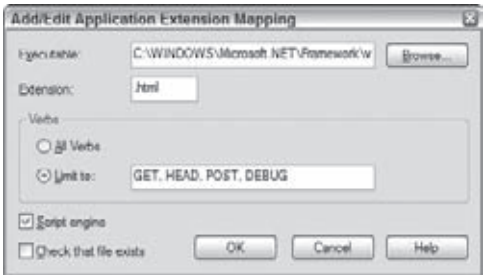 Add/Edit Application Extension Mapping
Executable: C:\WINDOWS\Microsoft.NET\Framework\v Browse...
Extension: .html
Verbs
All Verbs
Limit to: GET, HEAD, POST, DEBUG
Script engine
Check that file exists OK Cancel Help